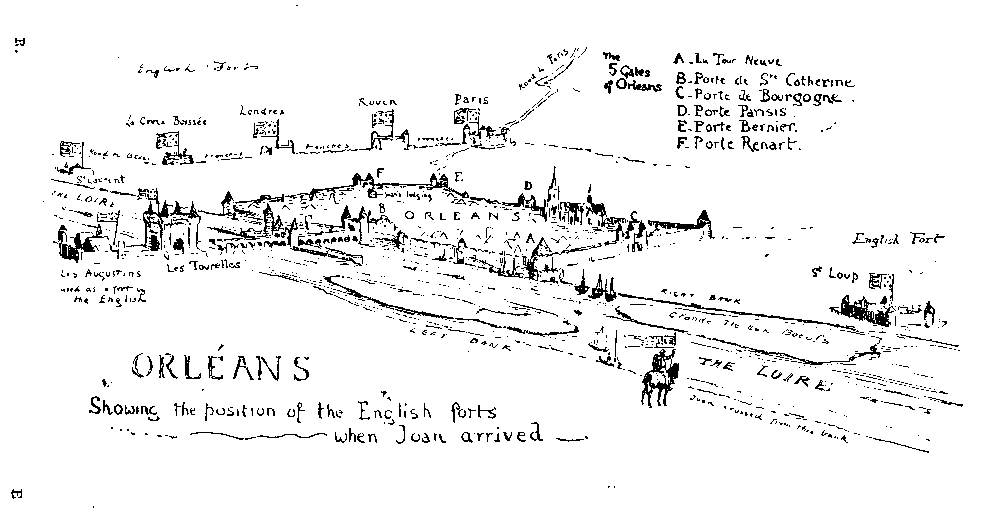 English Forts
Road to Paris
The
5 Gates
of Orleans
A. La Tour Neuve
B. Porte de Ste Catherine
C. Porte de Bourgogne.
D. Porte Parisis.
E. Porte Bernier.
F. Porte Renart.
La Croix Boissée
Londres
Rouen
Paris
St Laurent
THE LOIRE
F
E
D
B
C
A
ORLEANS
Les Augustins
used as a fort by
the English
Les Tourelles
English Fort
St Loup
RIGHT BANK
LEFT BANK
Grande Ile aux Boeufs
THE LOIRE
Joan crossed from this bank
ORLÉANS
Showing the position of the English forts
when Joan arrived